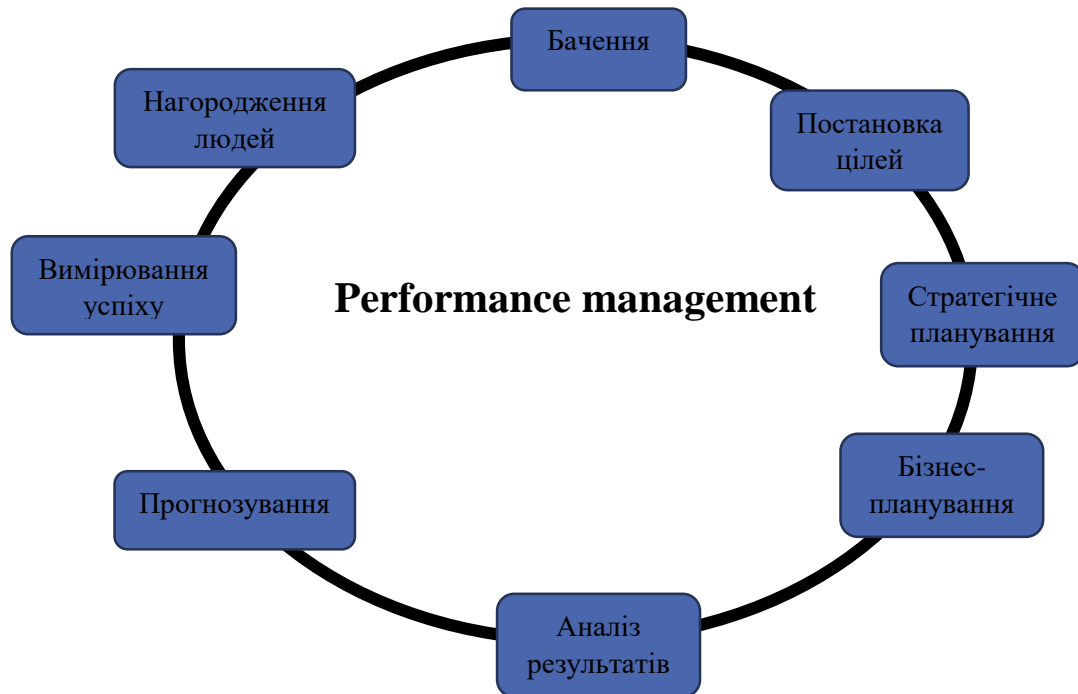 Бачення
Постановка
цілей
Стратегічне
планування
Бізнес-
планування
Аналіз
результатів
Прогнозування
Вимірювання
успіху
Нагородження
людей
Performance management